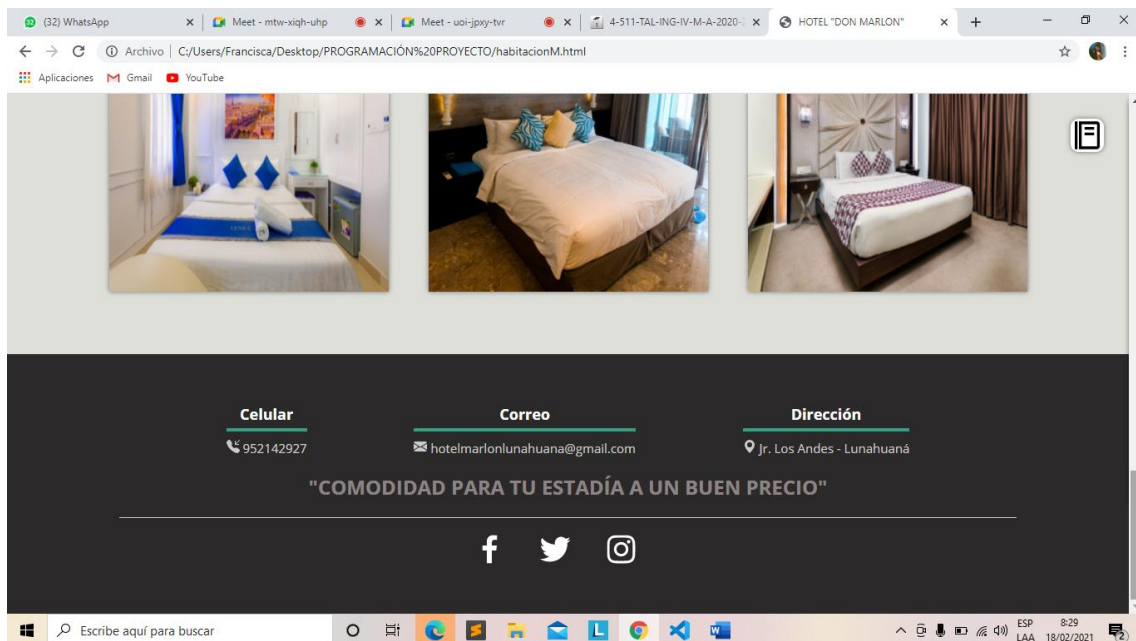 (32) WhatsApp
Meet - mtw-xiqh-uhp
Meet - uoi-jpxy-tvr
4-511-TAL-ING-IV-M-A-2020-
HOTEL "DON MARLON"
Archivo
C:/Users/Francisca/Desktop/PROGRAMACIÓN%20PROYECTO/habitacionM.html
Aplicaciones
Gmail
YouTube
Celular
Correo
Dirección
952142927
hotelmarlonlunahuana@gmail.com
Jr. Los Andes - Lunahuaná
"COMODIDAD PARA TU ESTADÍA A UN BUEN PRECIO"
Escribe aquí para buscar
ESP
LAA
8:29
18/02/2021
2